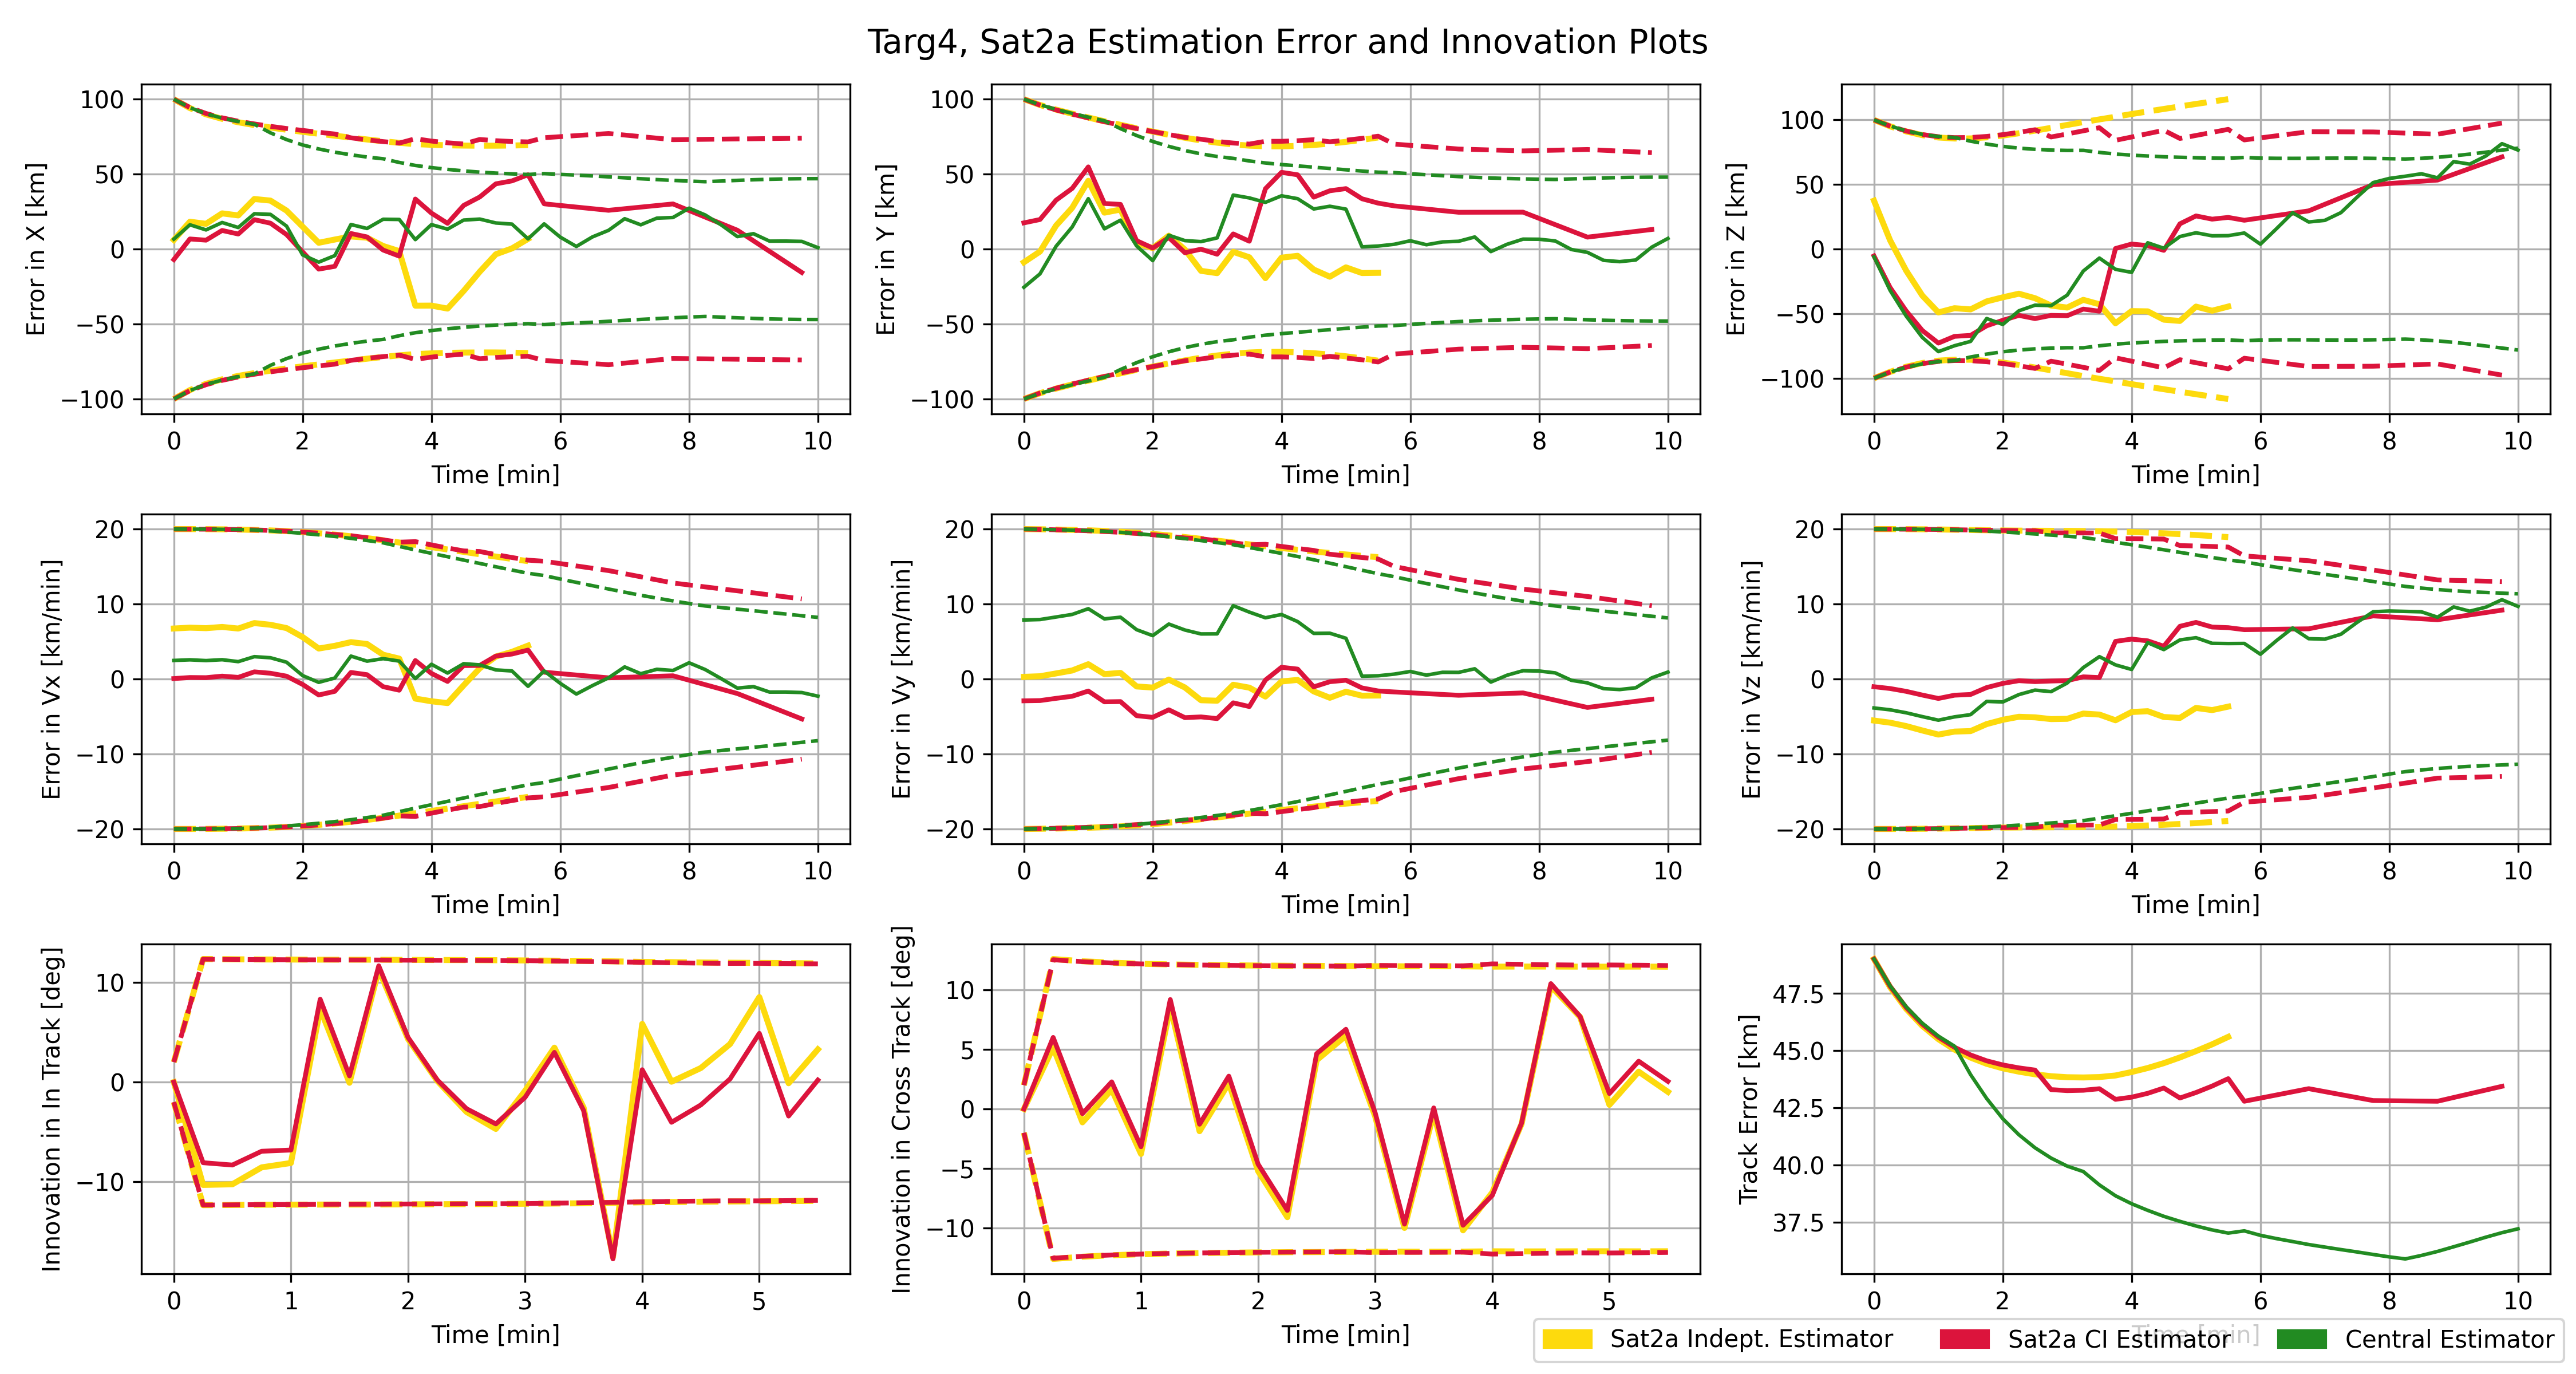 Targ4, Sat2a Estimation Error and Innovation Plots
Error in X [km]
100
50
0
−50
−100
0 2 4 6 8 10
Time [min]
Error in Y [km]
100
50
0
−50
−100
0 2 4 6 8 10
Time [min]
Error in Z [km]
100
50
0
−50
−100
0 2 4 6 8 10
Time [min]
Error in Vx [km/min]
20
10
0
−10
−20
0 2 4 6 8 10
Time [min]
Error in Vy [km/min]
20
10
0
−10
−20
0 2 4 6 8 10
Time [min]
Error in Vz [km/min]
20
10
0
−10
−20
0 2 4 6 8 10
Time [min]
Innovation in In Track [deg]
10
0
−10
0 1 2 3 4 5
Time [min]
Innovation in Cross Track [deg]
10
5
0
−5
−10
0 1 2 3 4 5
Time [min]
Track Error [km]
47.5
45.0
42.5
40.0
37.5
0 2 4 6 8 10
Time [min]
Sat2a Indept. Estimator Sat2a CI Estimator Central Estimator